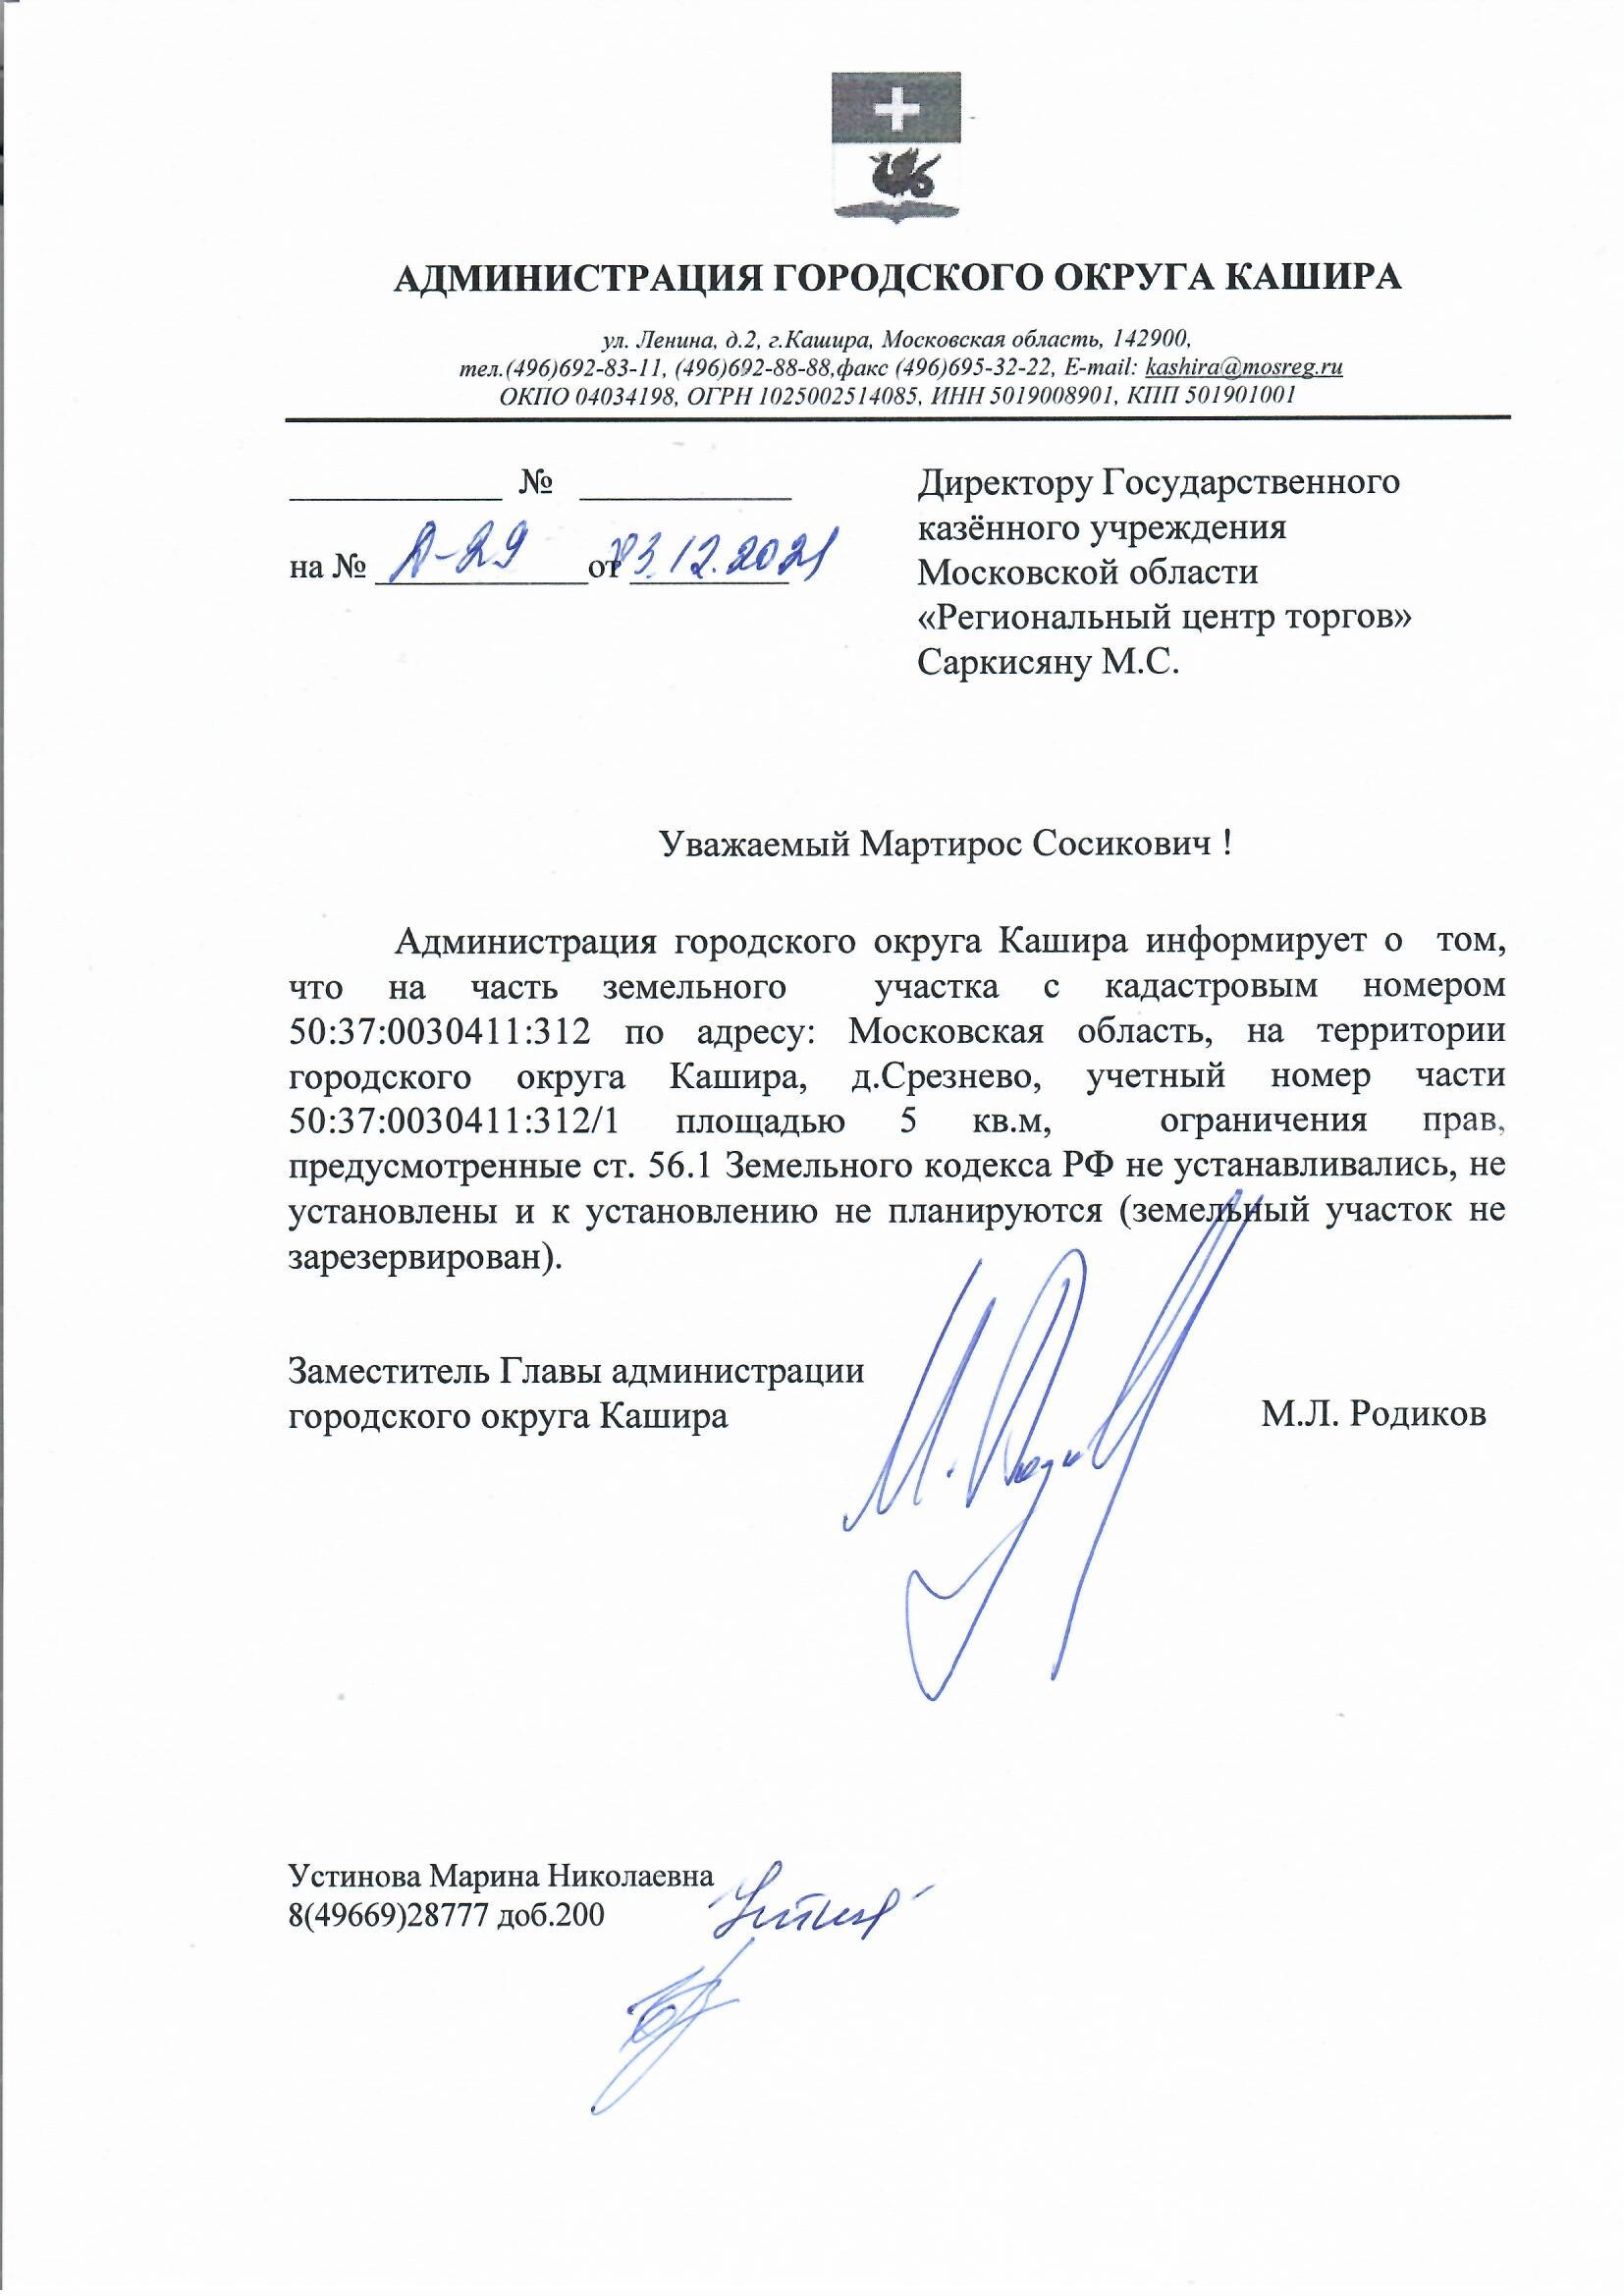 АДМИНИСТРАЦИЯ ГОРОДСКОГО ОКРУГА КАШИРА
ул. Ленина, д.2, г.Кашира, Московская область, 142900,
тел.(496)692-83-11, (496)692-88-88,факс (496)695-32-22, E-mail: kashira@mosreg.ru
ОКПО 04034198, ОГРН 1025002514085, ИНН 5019008901, КПП 501901001
____________ № ____________
на № Д-29 от 23.12.2021
Директору Государственного
казённого учреждения
Московской области
«Региональный центр торгов»
Саркисяну М.С.
Уважаемый Мартирос Сосикович !
Администрация городского округа Кашира информирует о том,
что на часть земельного участка с кадастровым номером
50:37:0030411:312 по адресу: Московская область, на территории
городского округа Кашира, д.Срезнево, учетный номер части
50:37:0030411:312/1 площадью 5 кв.м, ограничения прав,
предусмотренные ст. 56.1 Земельного кодекса РФ не устанавливались, не
установлены и к установлению не планируются (земельный участок не
зарезервирован).
Заместитель Главы администрации
городского округа Кашира
М.Л. Родиков
Устинова Марина Николаевна
8(49669)28777 доб.200